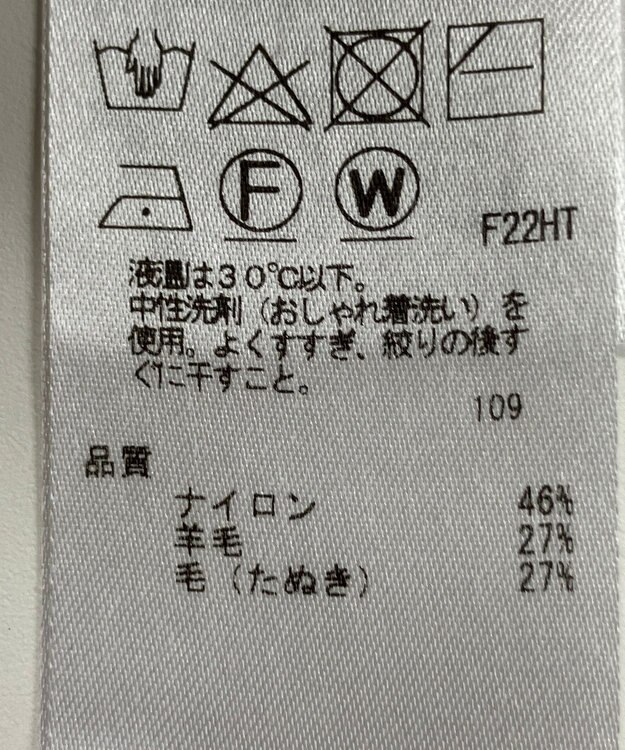 F
W
F22HT
液温は30℃以下。
中性洗剤（おしゃれ着洗い）を
使用。よくすすぎ、絞りの後す
ぐに干すこと。
109
品質
ナイロン 46%
羊毛 27%
毛（たぬき） 27%